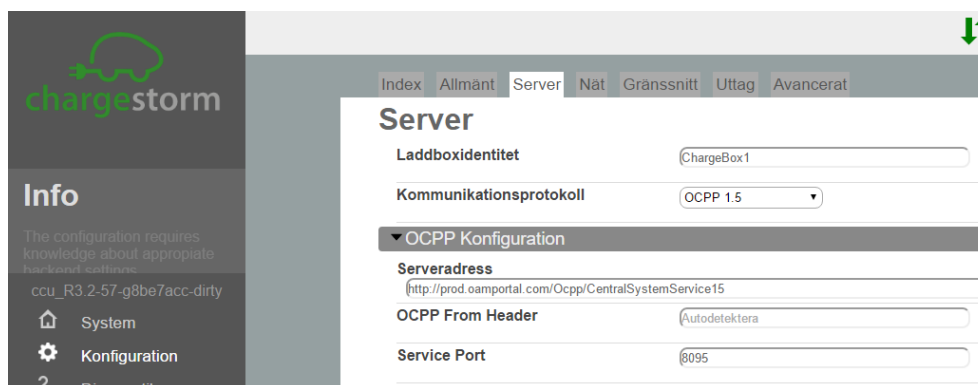 chargestorm
Index Allmänt Server Nät Gränssnitt Uttag Avancerat
Server
Laddboxidentitet ChargeBox1
Kommunikationsprotokoll OCPP 1.5
OCPP Konfiguration
Serveradress
http://prod.oamportal.com/Ocpp/CentralSystemService15
OCPP From Header Autodetektera
Service Port 8095
Info
The configuration requires
knowledge about appropiate
backend settings
ccu_R3.2-57-g8be7acc-dirty
System
Konfiguration